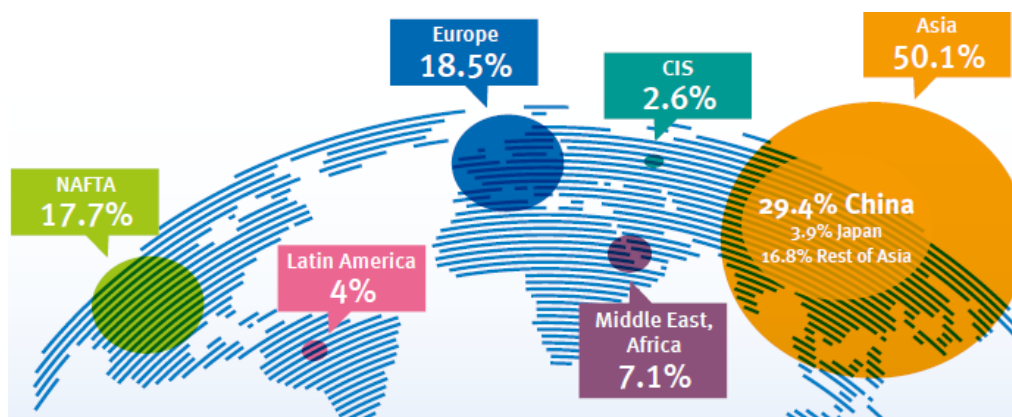 Europe
18.5%
CIS
2.6%
Asia
50.1%
NAFTA
17.7%
Latin America
4%
Middle East,
Africa
7.1%
29.4% China
3.9% Japan
16.8% Rest of Asia